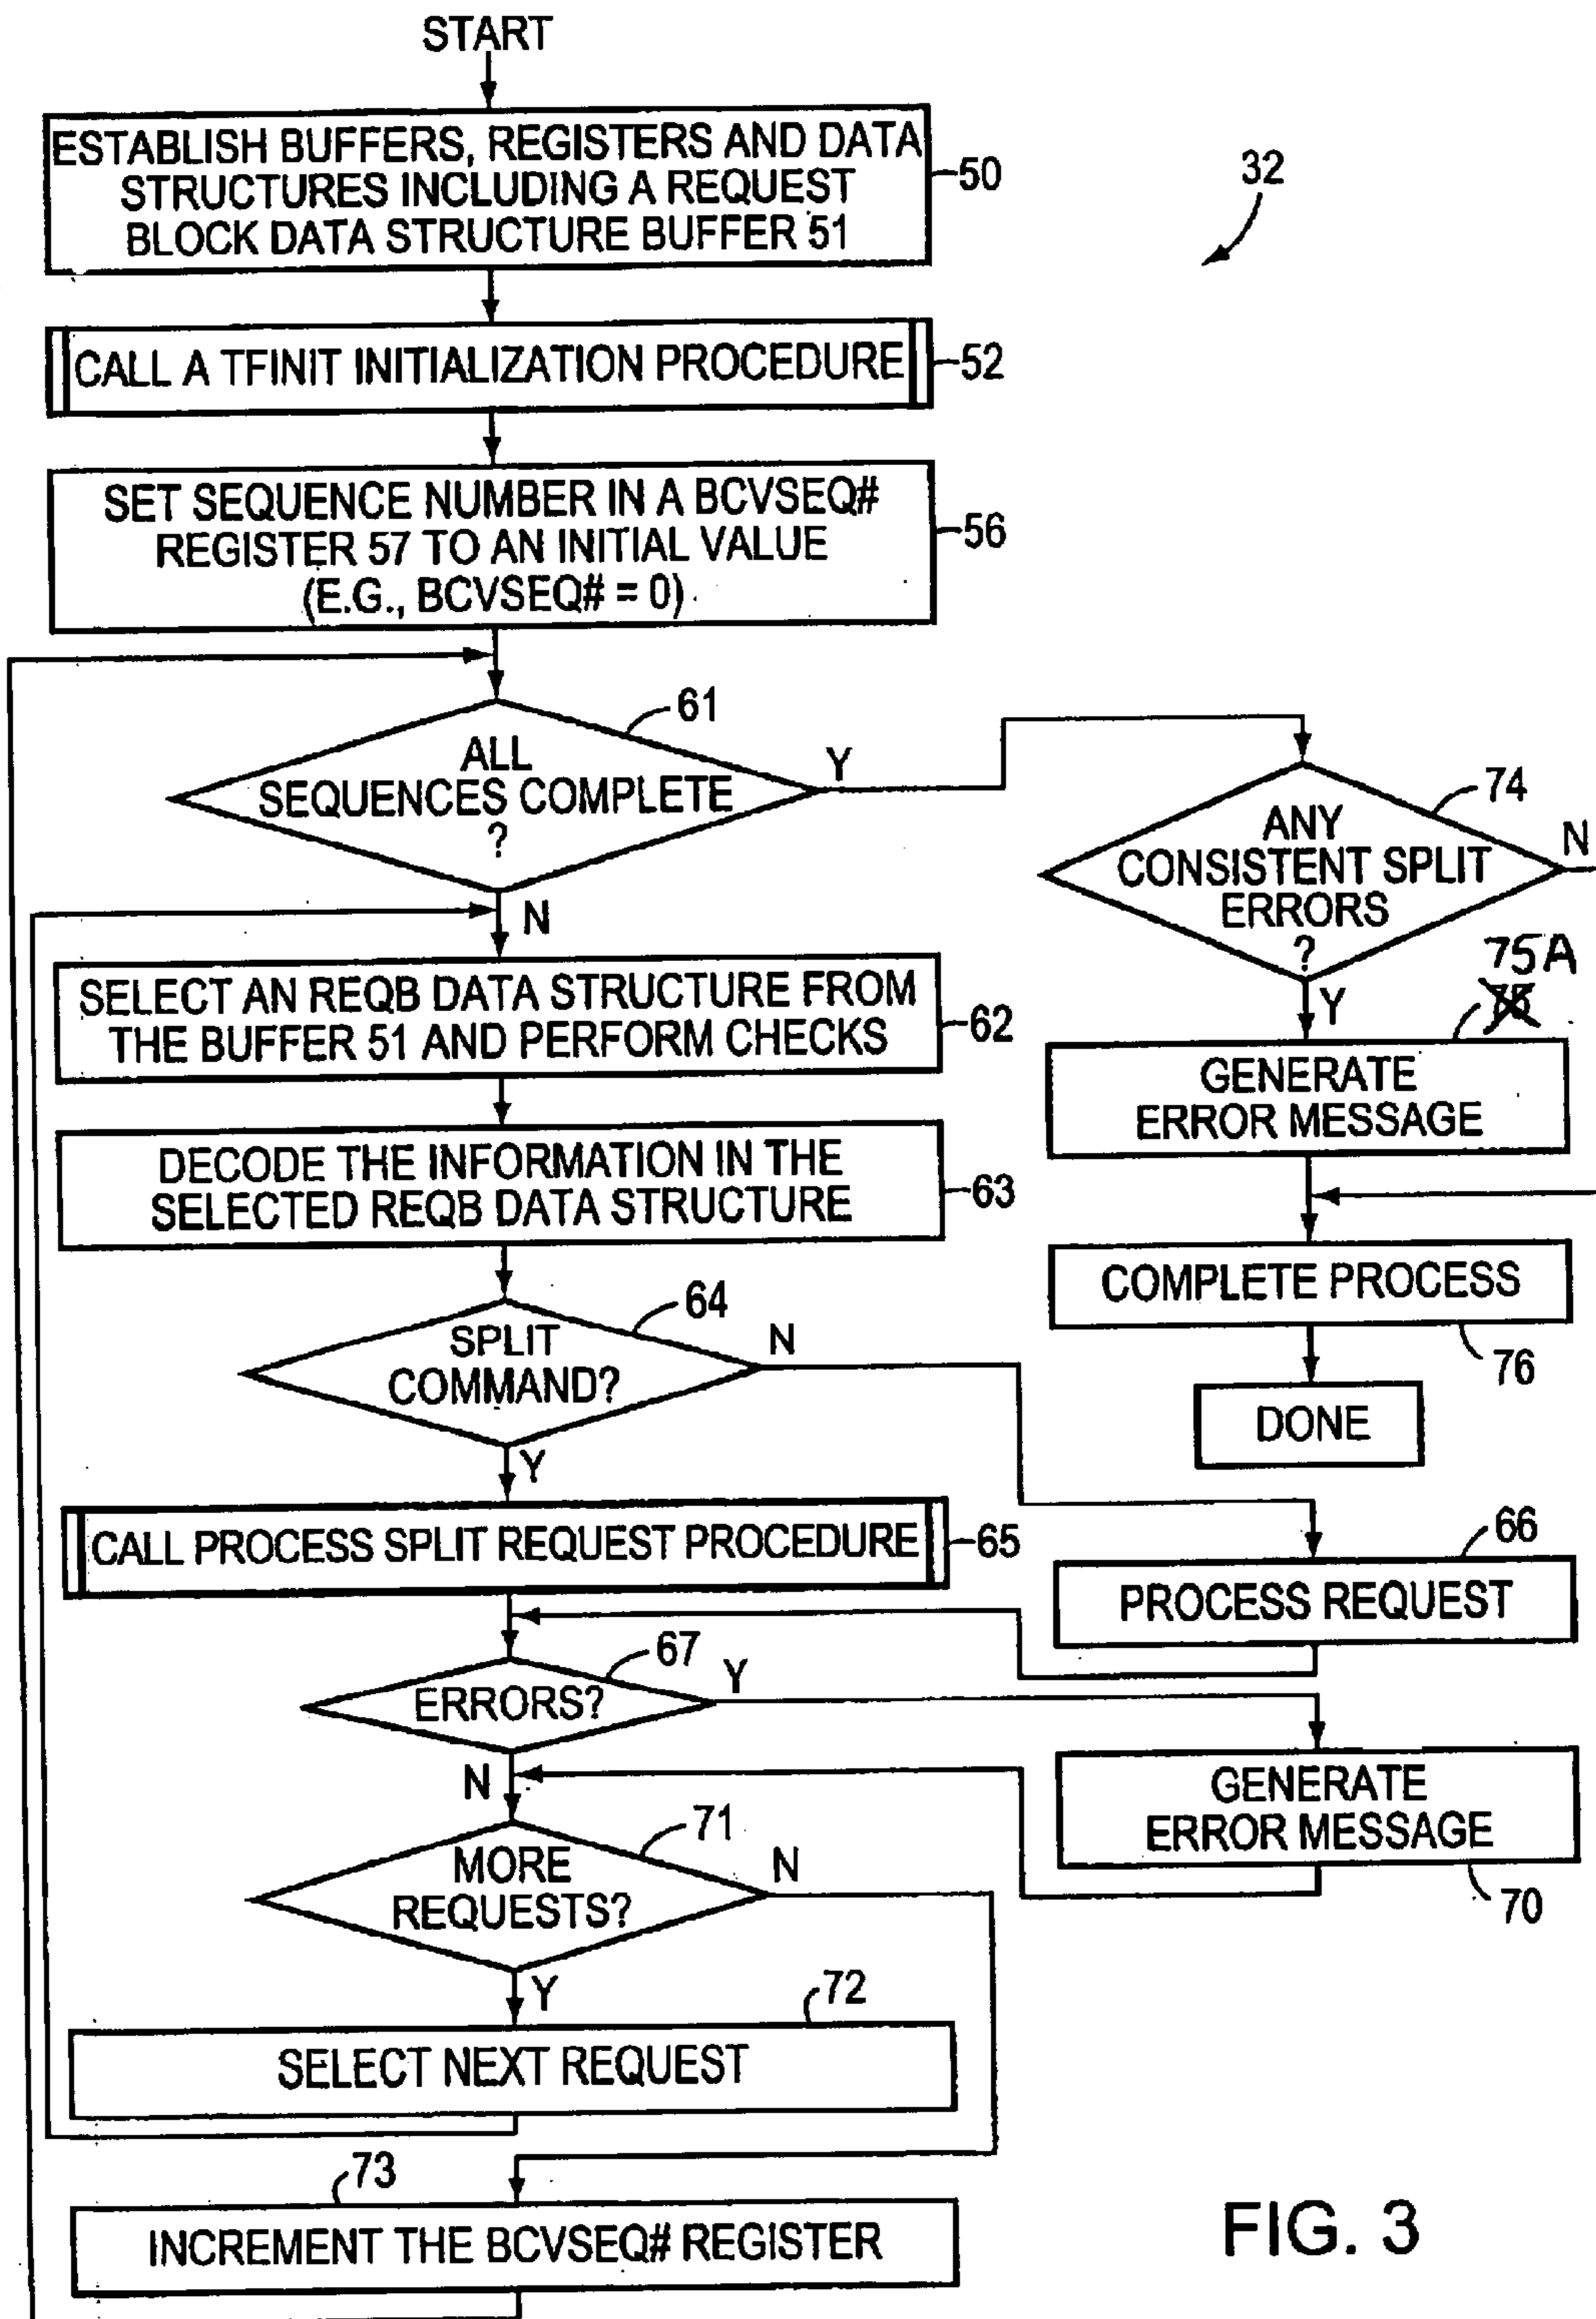 START
ESTABLISH BUFFERS, REGISTERS AND DATA
STRUCTURES INCLUDING A REQUEST
BLOCK DATA STRUCTURE BUFFER 51
50
32
CALL A TFINIT INITIALIZATION PROCEDURE
52
SET SEQUENCE NUMBER IN A BCVSEQ#
REGISTER 57 TO AN INITIAL VALUE
(E.G., BCVSEQ# = 0)
56
61
ALL
SEQUENCES COMPLETE
?
Y
N
74
ANY
CONSISTENT SPLIT
ERRORS
?
N
Y
75A
75
GENERATE
ERROR MESSAGE
SELECT AN REQB DATA STRUCTURE FROM
THE BUFFER 51 AND PERFORM CHECKS
62
DECODE THE INFORMATION IN THE
SELECTED REQB DATA STRUCTURE
63
COMPLETE PROCESS
76
DONE
64
SPLIT
COMMAND?
N
Y
CALL PROCESS SPLIT REQUEST PROCEDURE
65
66
PROCESS REQUEST
67
ERRORS?
Y
N
GENERATE
ERROR MESSAGE
70
71
MORE
REQUESTS?
N
Y
72
SELECT NEXT REQUEST
73
INCREMENT THE BCVSEQ# REGISTER
FIG. 3